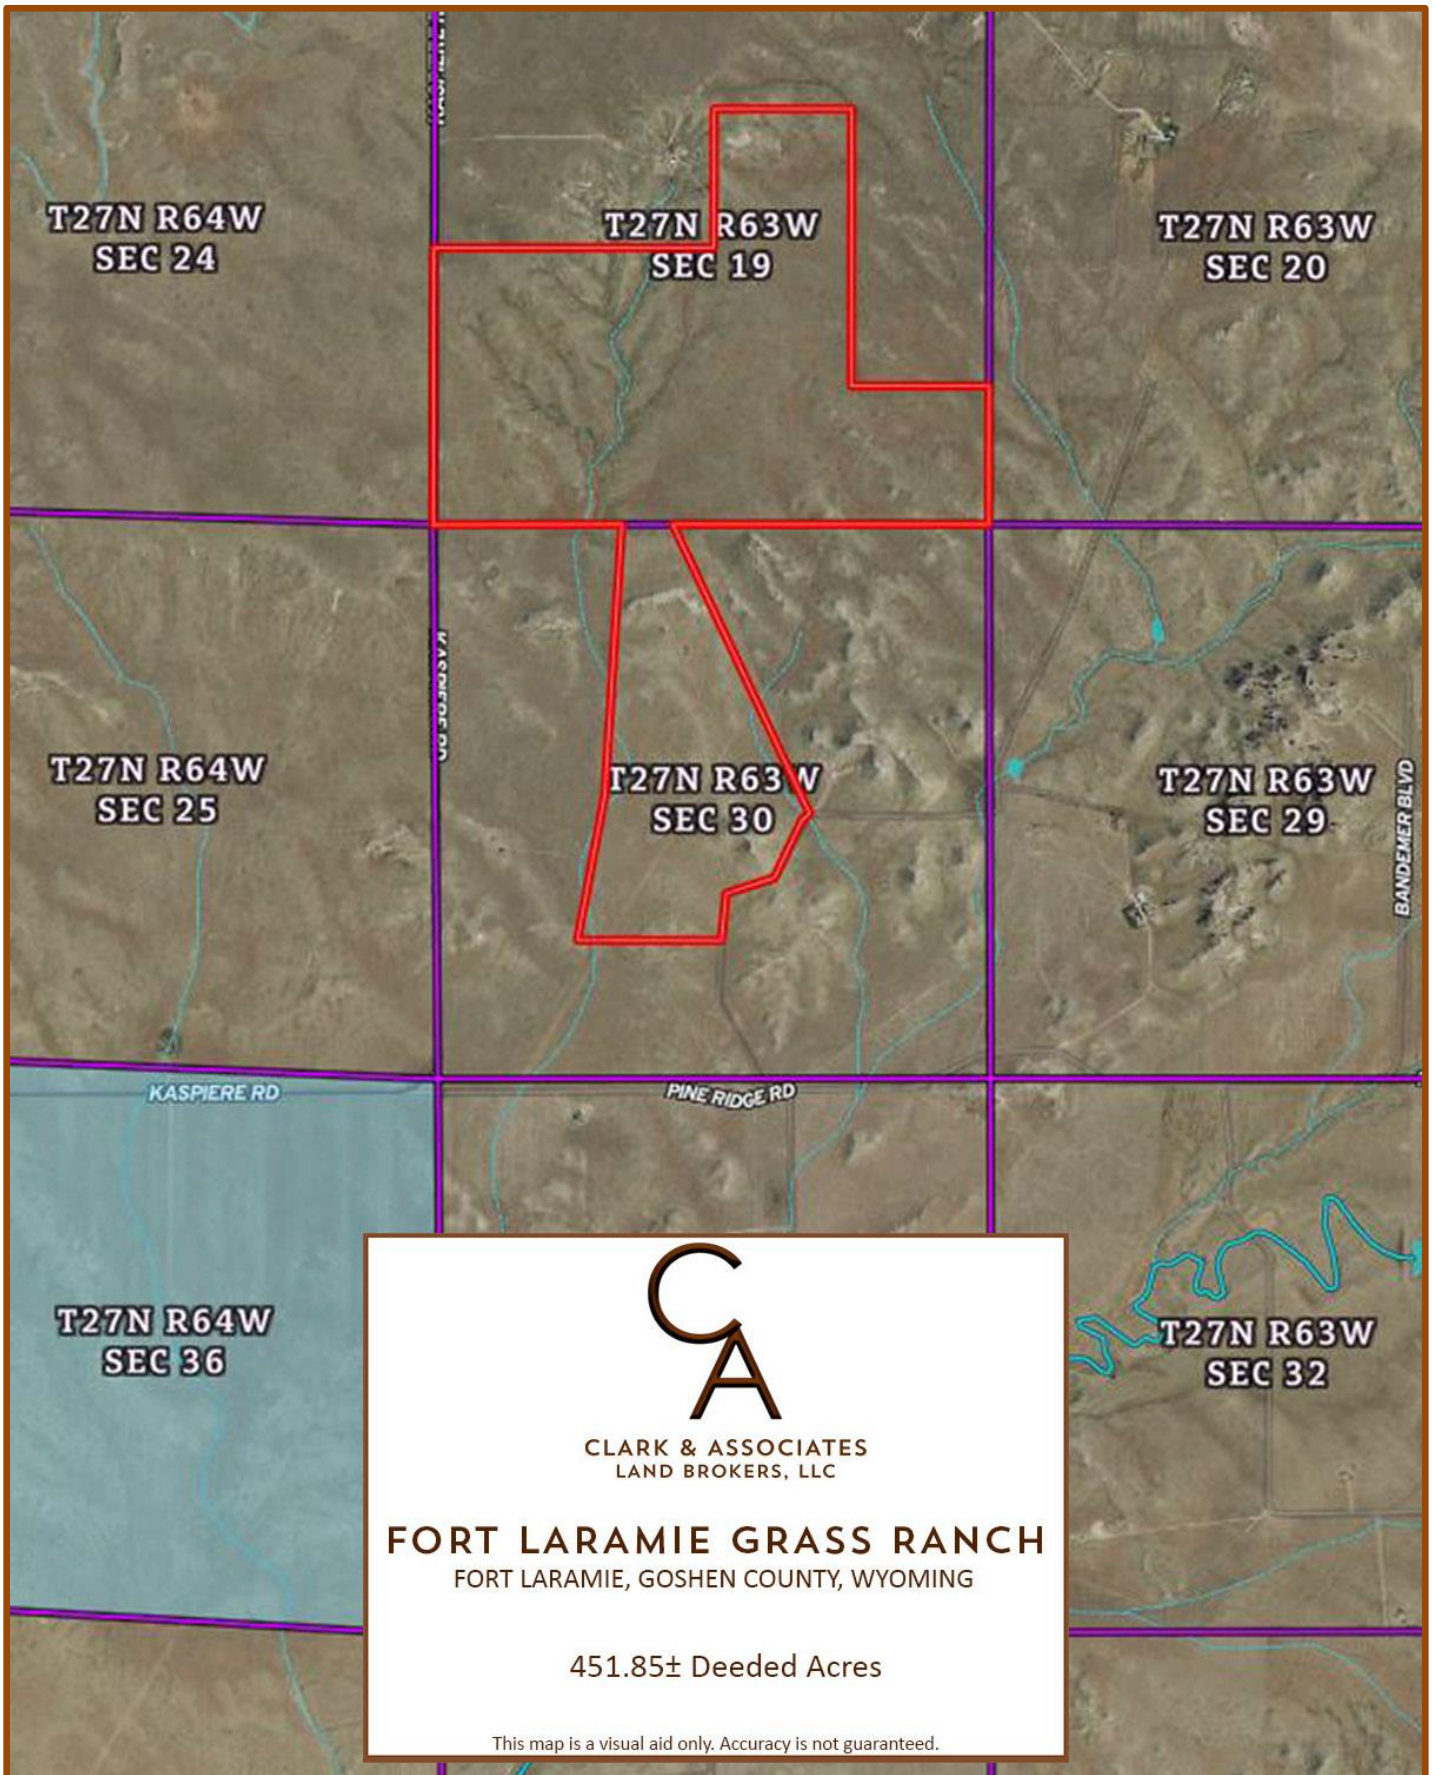 KASPIERE R
T27N R64W
SEC 24
T27N R63W
SEC 19
T27N R63W
SEC 20
KASPIERE RD
T27N R64W
SEC 25
T27N R63W
SEC 30
T27N R63W
SEC 29
BANDEMER BLVD
KASPIERE RD
PINE RIDGE RD
T27N R64W
SEC 36
T27N R63W
SEC 32
CA
CLARK & ASSOCIATES
LAND BROKERS, LLC
FORT LARAMIE GRASS RANCH
FORT LARAMIE, GOSHEN COUNTY, WYOMING
451.85± Deeded Acres
This map is a visual aid only. Accuracy is not guaranteed.